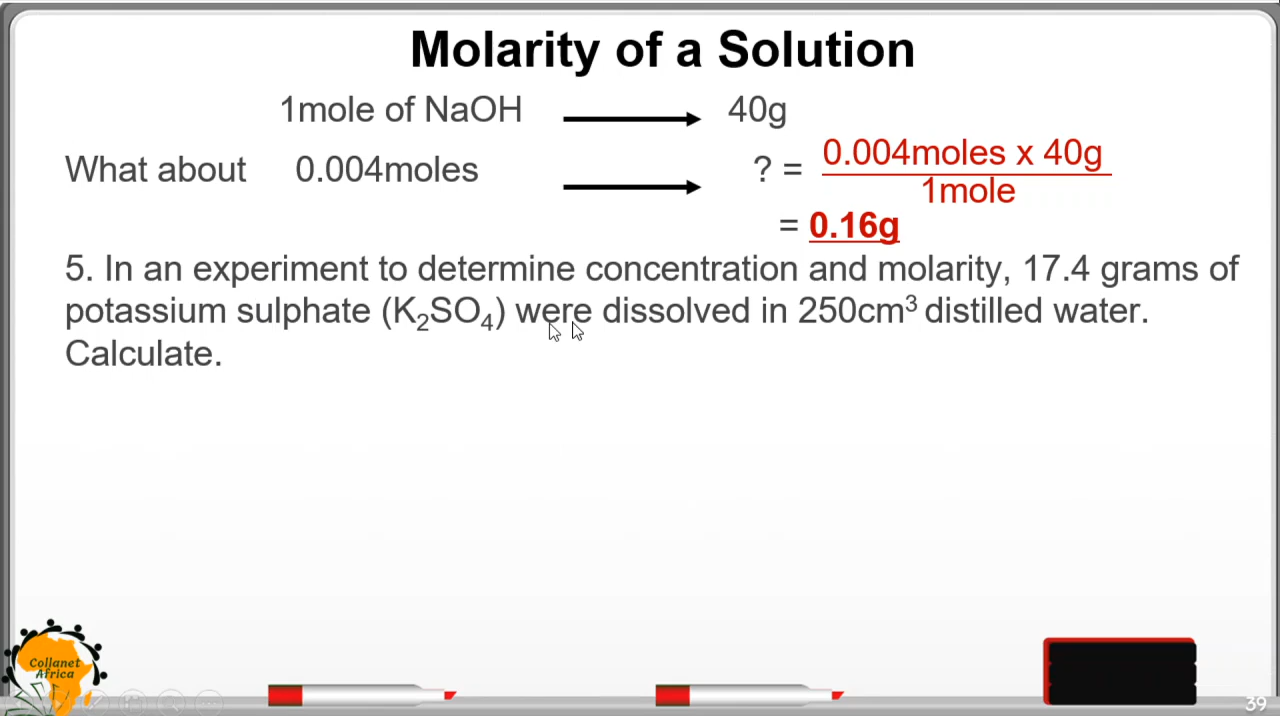 Molarity of a Solution
1mole of NaOH 40g
What about 0.004moles ? = 0.004moles x 40g
1mole
= 0.16g
5. In an experiment to determine concentration and molarity, 17.4 grams of
potassium sulphate (K₂SO₄) were dissolved in 250cm³ distilled water.
Calculate.
Collanet
Africa
39